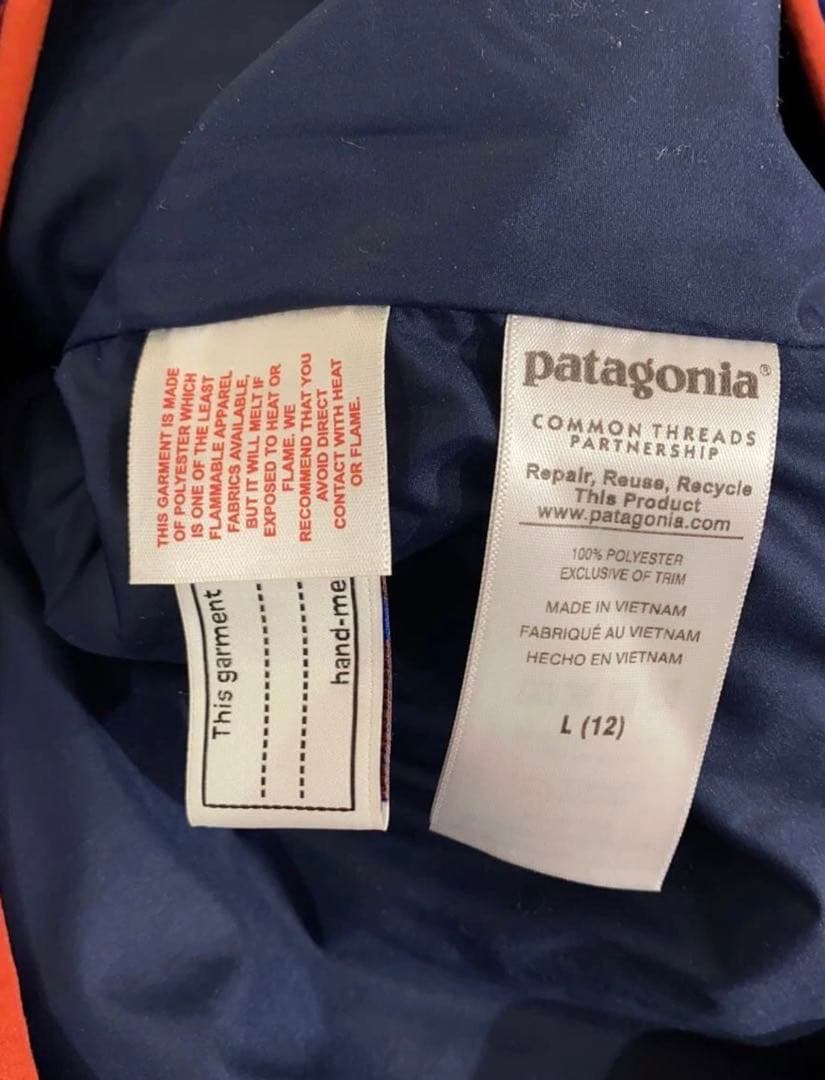 THIS GARMENT IS MADE
OF POLYESTER WHICH
IS ONE OF THE LEAST
FLAMMABLE APPAREL
FABRICS AVAILABLE,
BUT IT WILL MELT IF
EXPOSED TO HEAT OR
FLAME. WE
RECOMMEND THAT YOU
AVOID DIRECT
CONTACT WITH HEAT
OR FLAME.
This garment
hand-me
patagonia®
COMMON THREADS
PARTNERSHIP
Repair, Reuse, Recycle
This Product
www.patagonia.com
100% POLYESTER
EXCLUSIVE OF TRIM
MADE IN VIETNAM
FABRIQUÉ AU VIETNAM
HECHO EN VIETNAM
L (12)